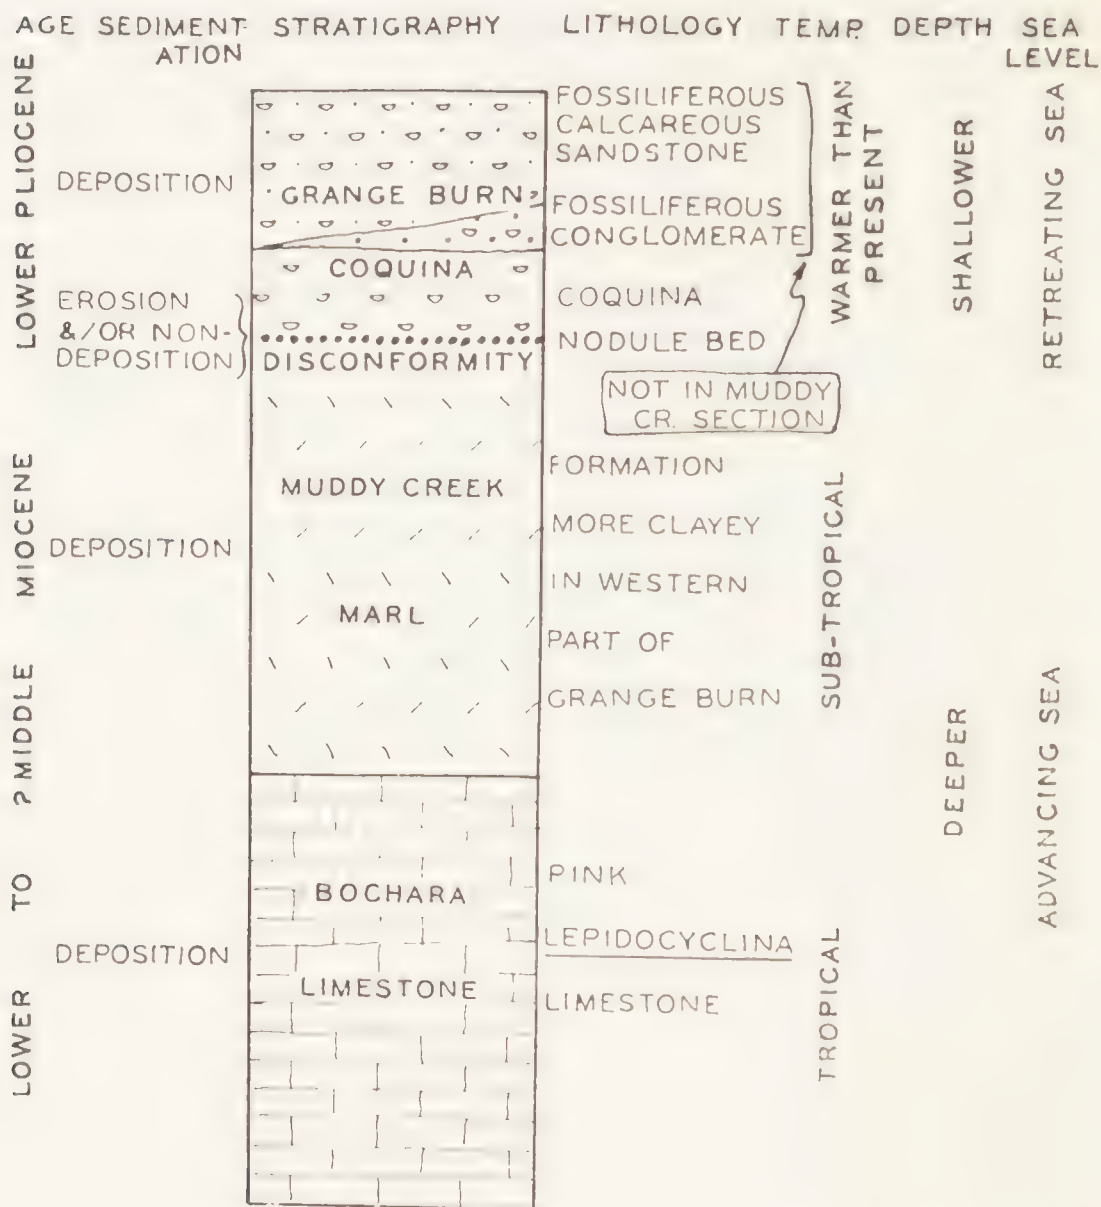 AGE SEDIMENT- STRATIGRAPHY LITHOLOGY TEMP. DEPTH SEA
ATION LEVEL
LOWER PLIOCENE
DEPOSITION
EROSION
&/OR NON-
DEPOSITION
GRANGE BURN ?
COQUINA
DISCONFORMITY
FOSSILIFEROUS
CALCAREOUS
SANDSTONE
FOSSILIFEROUS
CONGLOMERATE
COQUINA
NODULE BED
NOT IN MUDDY
CR. SECTION
WARMER THAN
PRESENT
SHALLOWER
RETREATING SEA
LOWER TO ?MIDDLE MIOCENE
DEPOSITION
MUDDY CREEK
MARL
FORMATION
MORE CLAYEY
IN WESTERN
PART OF
GRANGE BURN
SUB-TROPICAL
DEEPER
ADVANCING SEA
DEPOSITION
BOCHARA
LIMESTONE
PINK
LEPIDOCYCLINA
LIMESTONE
TROPICAL